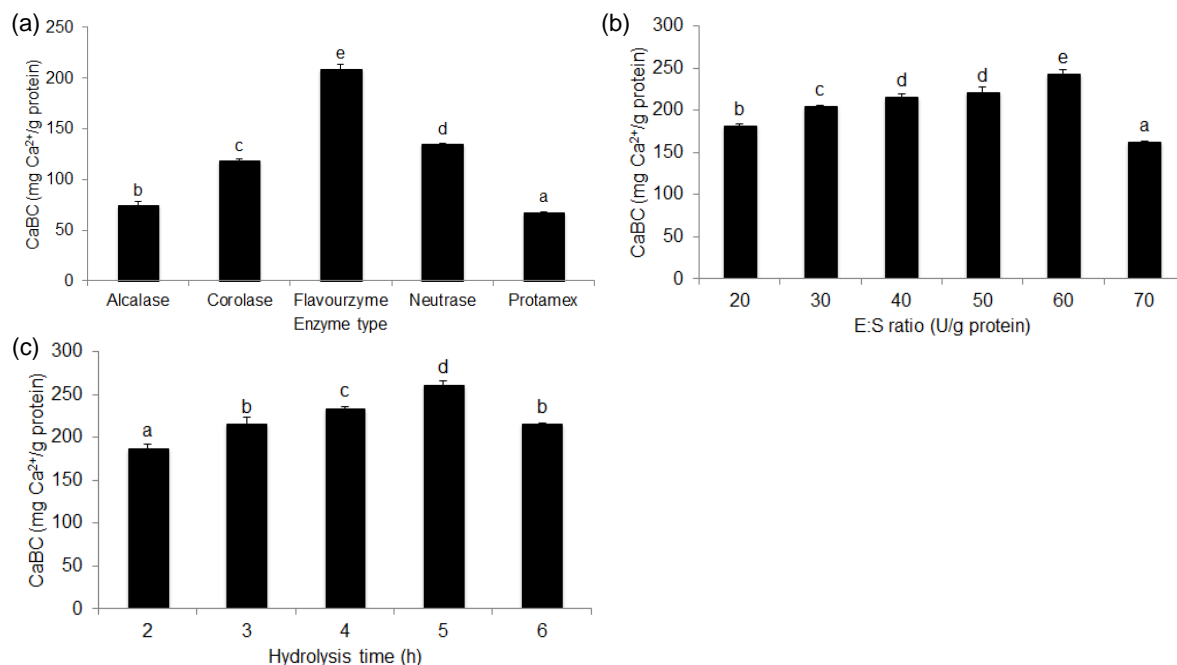 (a)
CaBC (mg Ca²⁺/g protein)
250
200
150
100
50
0
b
c
e
d
a
Alcalase Corolase Flavourzyme Neutrase Protamex
Enzyme type
(b)
CaBC (mg Ca²⁺/g protein)
300
250
200
150
100
50
0
b
c
d
d
e
a
20 30 40 50 60 70
E:S ratio (U/g protein)
(c)
CaBC (mg Ca²⁺/g protein)
300
250
200
150
100
50
0
a
b
c
d
b
2 3 4 5 6
Hydrolysis time (h)